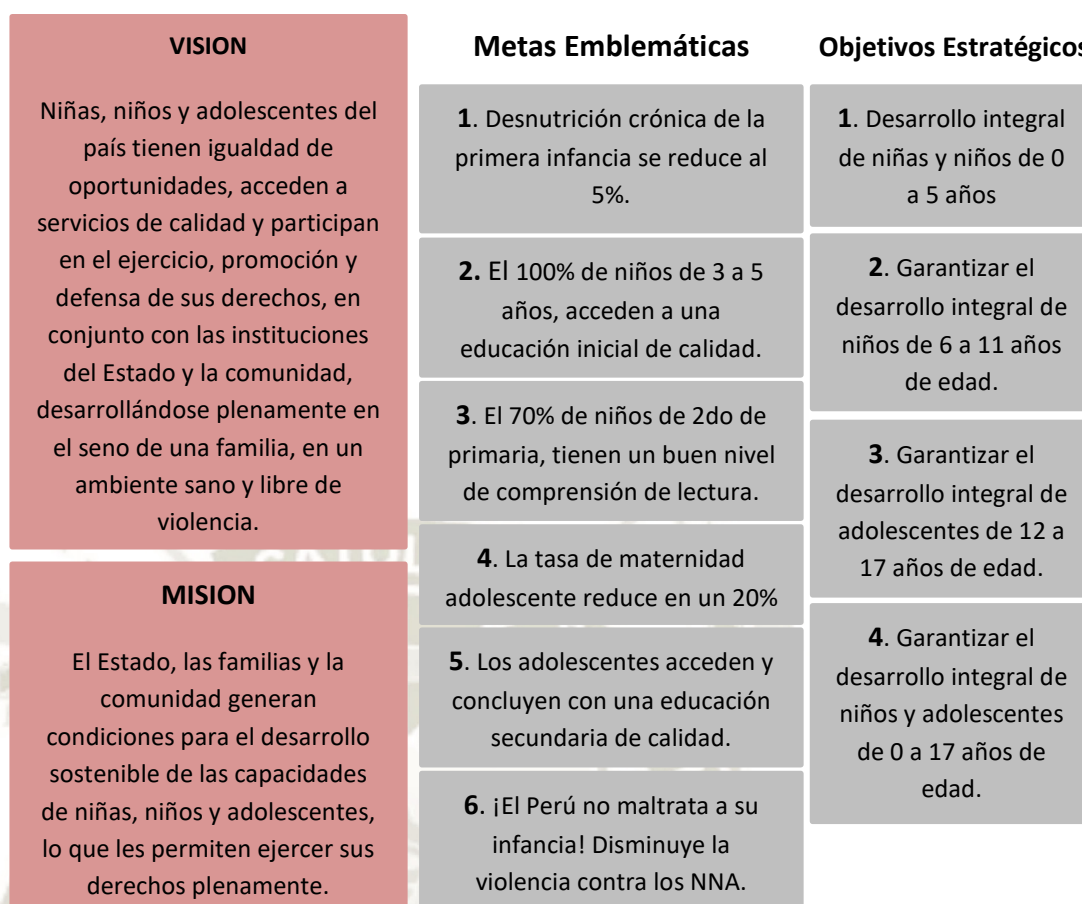 VISION
Niñas, niños y adolescentes del
país tienen igualdad de
oportunidades, acceden a
servicios de calidad y participan
en el ejercicio, promoción y
defensa de sus derechos, en
conjunto con las instituciones
del Estado y la comunidad,
desarrollándose plenamente en
el seno de una familia, en un
ambiente sano y libre de
violencia.
MISION
El Estado, las familias y la
comunidad generan
condiciones para el desarrollo
sostenible de las capacidades
de niñas, niños y adolescentes,
lo que les permiten ejercer sus
derechos plenamente.
Metas Emblemáticas
1. Desnutrición crónica de la
primera infancia se reduce al
5%.
2. El 100% de niños de 3 a 5
años, acceden a una
educación inicial de calidad.
3. El 70% de niños de 2do de
primaria, tienen un buen nivel
de comprensión de lectura.
4. La tasa de maternidad
adolescente reduce en un 20%
5. Los adolescentes acceden y
concluyen con una educación
secundaria de calidad.
6. ¡El Perú no maltrata a su
infancia! Disminuye la
violencia contra los NNA.
Objetivos Estratégicos
1. Desarrollo integral
de niñas y niños de 0
a 5 años
2. Garantizar el
desarrollo integral de
niños de 6 a 11 años
de edad.
3. Garantizar el
desarrollo integral de
adolescentes de 12 a
17 años de edad.
4. Garantizar el
desarrollo integral de
niños y adolescentes
de 0 a 17 años de
edad.